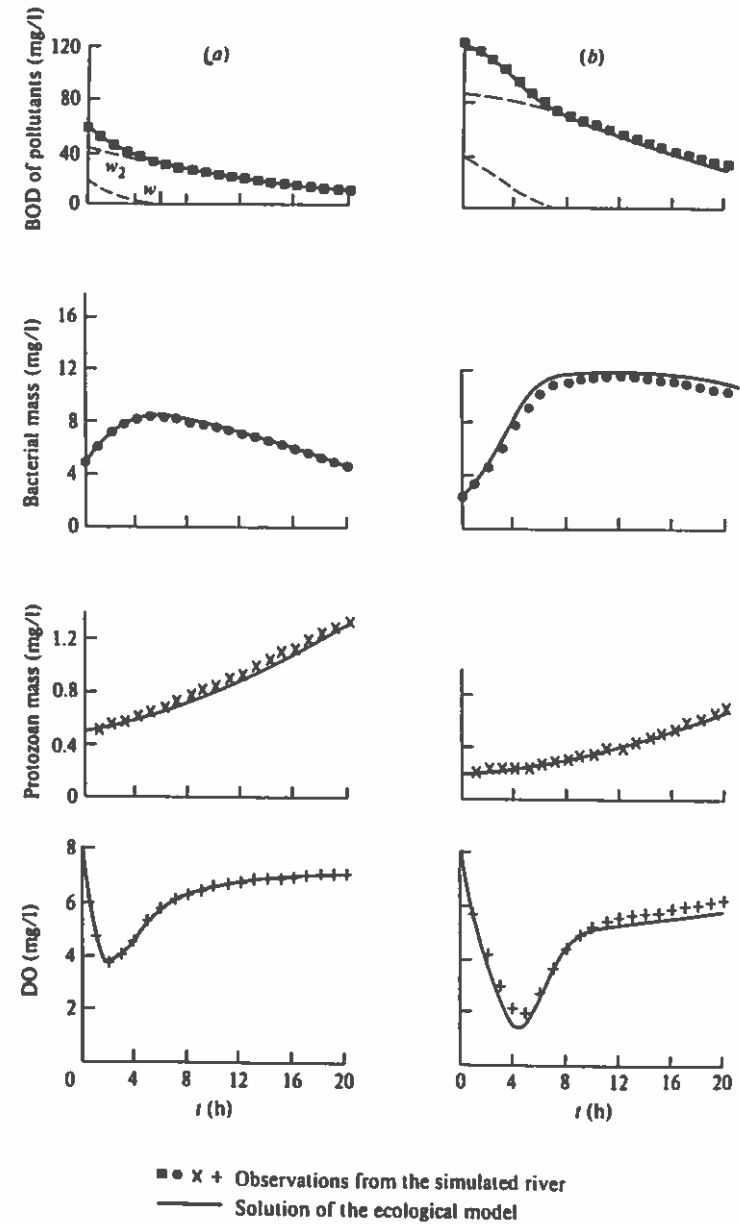 (a)
(b)
BOD of pollutants (mg/l)
120
80
40
0
w₂
w
Bacterial mass (mg/l)
16
12
8
4
0
Protozoan mass (mg/l)
1.2
0.8
0.4
0
DO (mg/l)
8
6
4
2
0 4 8 12 16 20
t (h)
0 4 8 12 16 20
t (h)
■ ● x + Observations from the simulated river
Solution of the ecological model